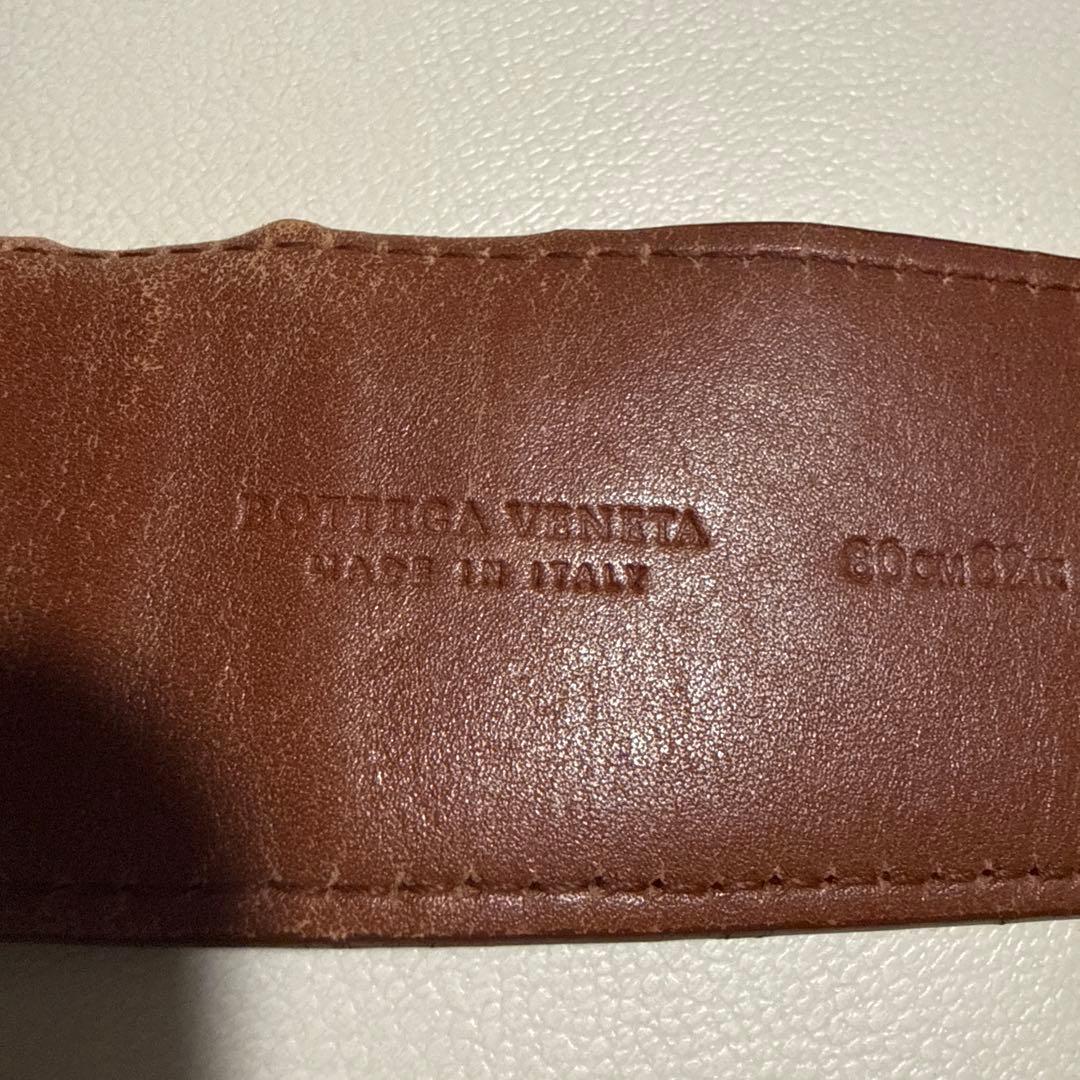 BOTTEGA VENETA
MADE IN ITALY
80CM 32IN